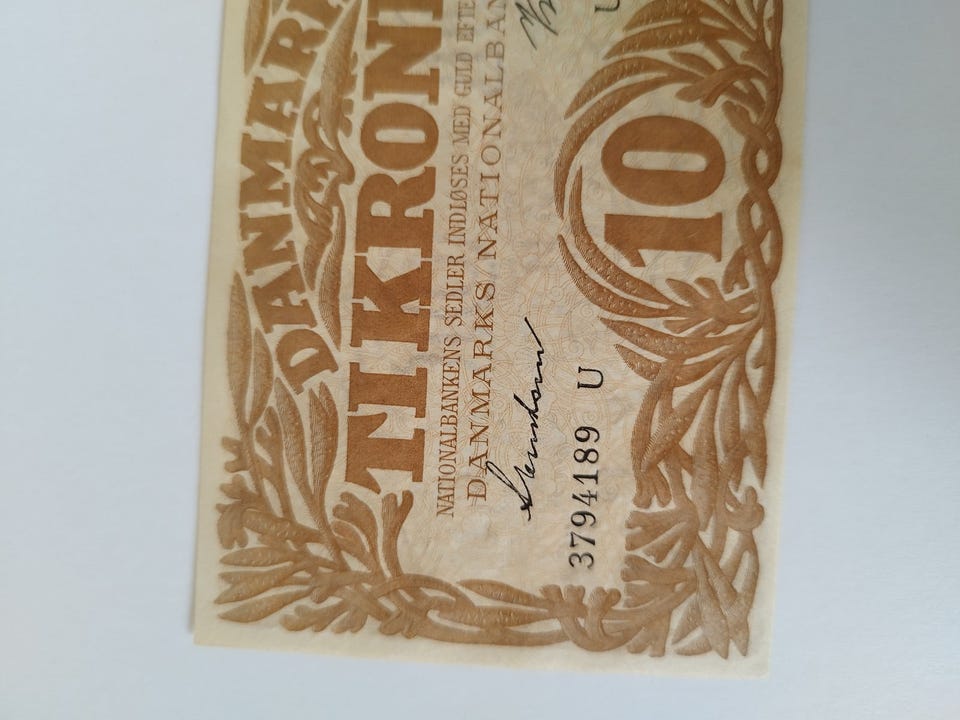 DANMAR
TI KRON
NATIONALBANKENS SEDLER INDLØSES MED GULD EFTE
DANMARKS NATIONALBAN
3794189 U
U
10